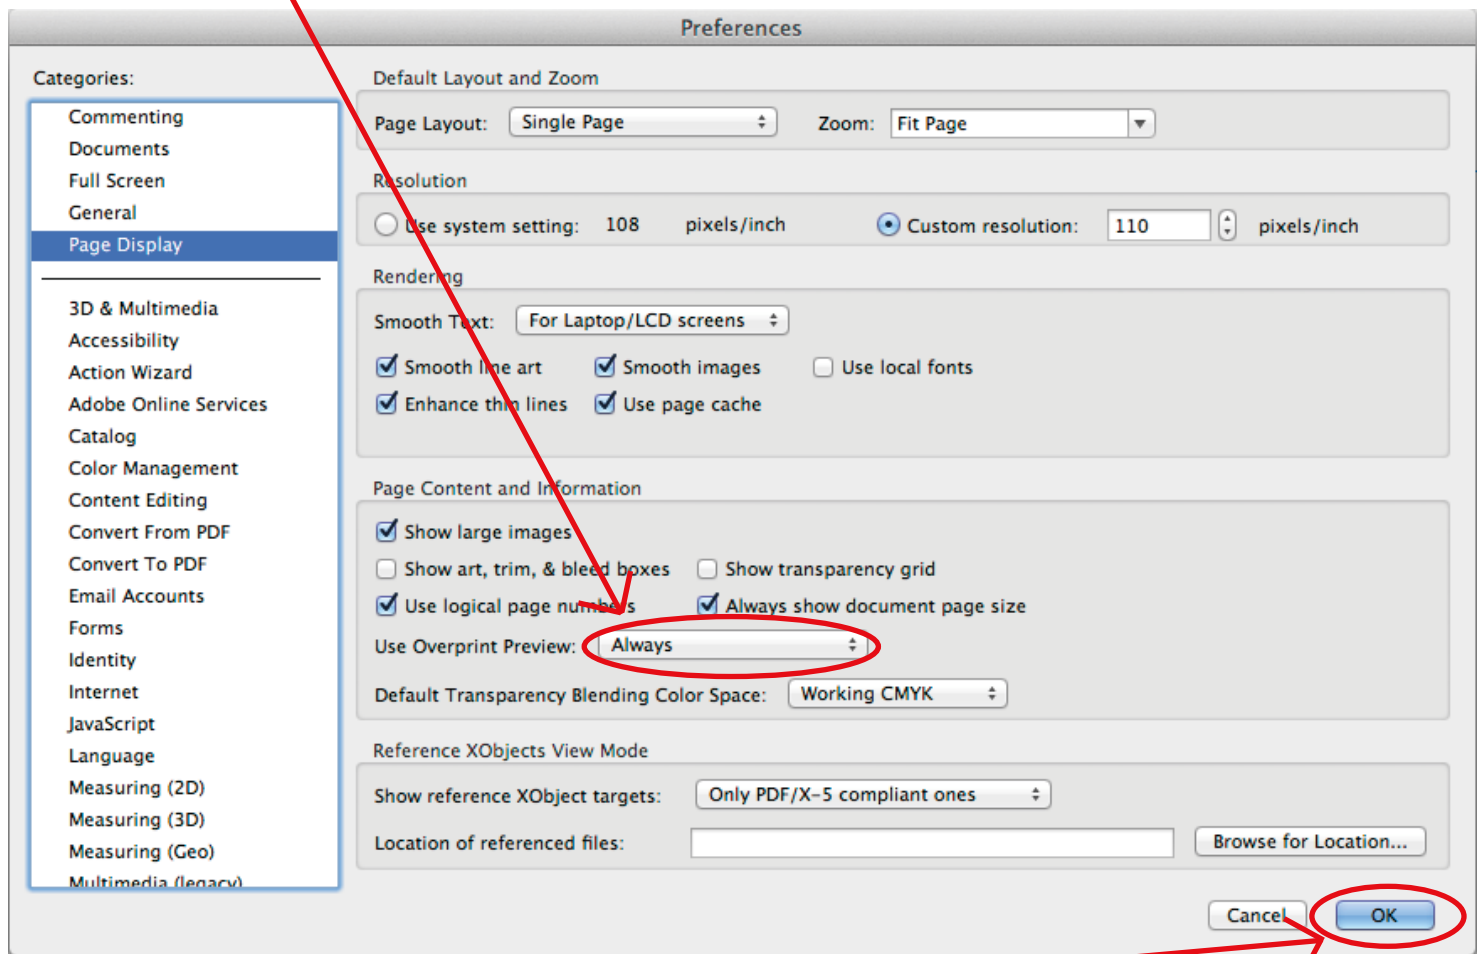 Preferences
Categories:
Commenting
Documents
Full Screen
General
Page Display
3D & Multimedia
Accessibility
Action Wizard
Adobe Online Services
Catalog
Color Management
Content Editing
Convert From PDF
Convert To PDF
Email Accounts
Forms
Identity
Internet
JavaScript
Language
Measuring (2D)
Measuring (3D)
Measuring (Geo)
Multimedia (legacy)
Default Layout and Zoom
Page Layout: Single Page Zoom: Fit Page
Resolution
Use system setting: 108 pixels/inch Custom resolution: 110 pixels/inch
Rendering
Smooth Text: For Laptop/LCD screens
Smooth line art Smooth images Use local fonts
Enhance thin lines Use page cache
Page Content and Information
Show large images
Show art, trim, & bleed boxes Show transparency grid
Use logical page numbers Always show document page size
Use Overprint Preview: Always
Default Transparency Blending Color Space: Working CMYK
Reference XObjects View Mode
Show reference XObject targets: Only PDF/X-5 compliant ones
Location of referenced files: Browse for Location...
Cancel OK